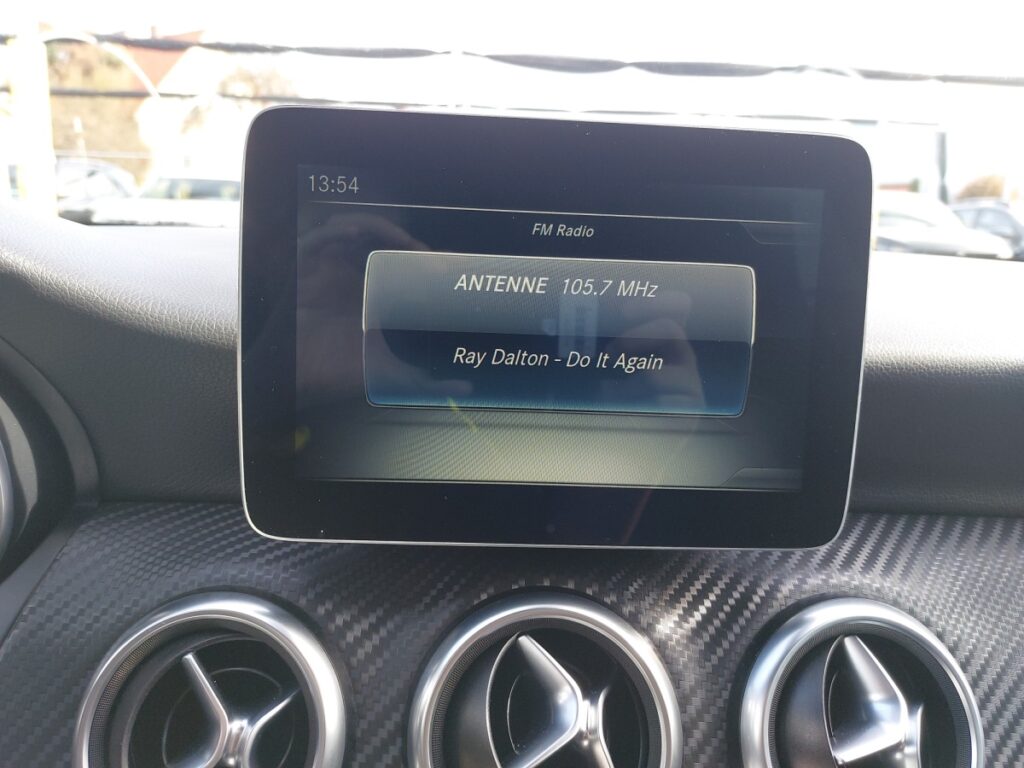 13:54
FM Radio
ANTENNE 105.7 MHz
Ray Dalton - Do It Again